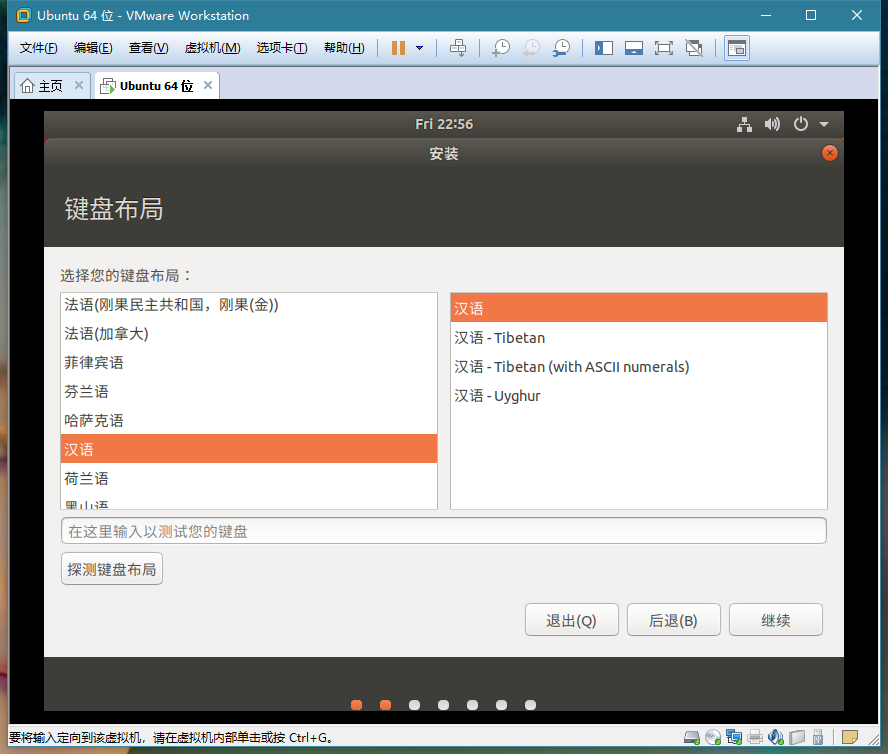 Ubuntu 64 位 - VMware Workstation
文件(F) 编辑(E) 查看(V) 虚拟机(M) 选项卡(T) 帮助(H)
主页 Ubuntu 64 位
Fri 22:56
安装
键盘布局
选择您的键盘布局：
法语(刚果民主共和国，刚果(金))
法语(加拿大)
菲律宾语
芬兰语
哈萨克语
汉语
荷兰语
黑山语
汉语
汉语 - Tibetan
汉语 - Tibetan (with ASCII numerals)
汉语 - Uyghur
在这里输入以测试您的键盘
探测键盘布局
退出(Q) 后退(B) 继续
要将输入定向到该虚拟机，请在虚拟机内部单击或按 Ctrl+G。